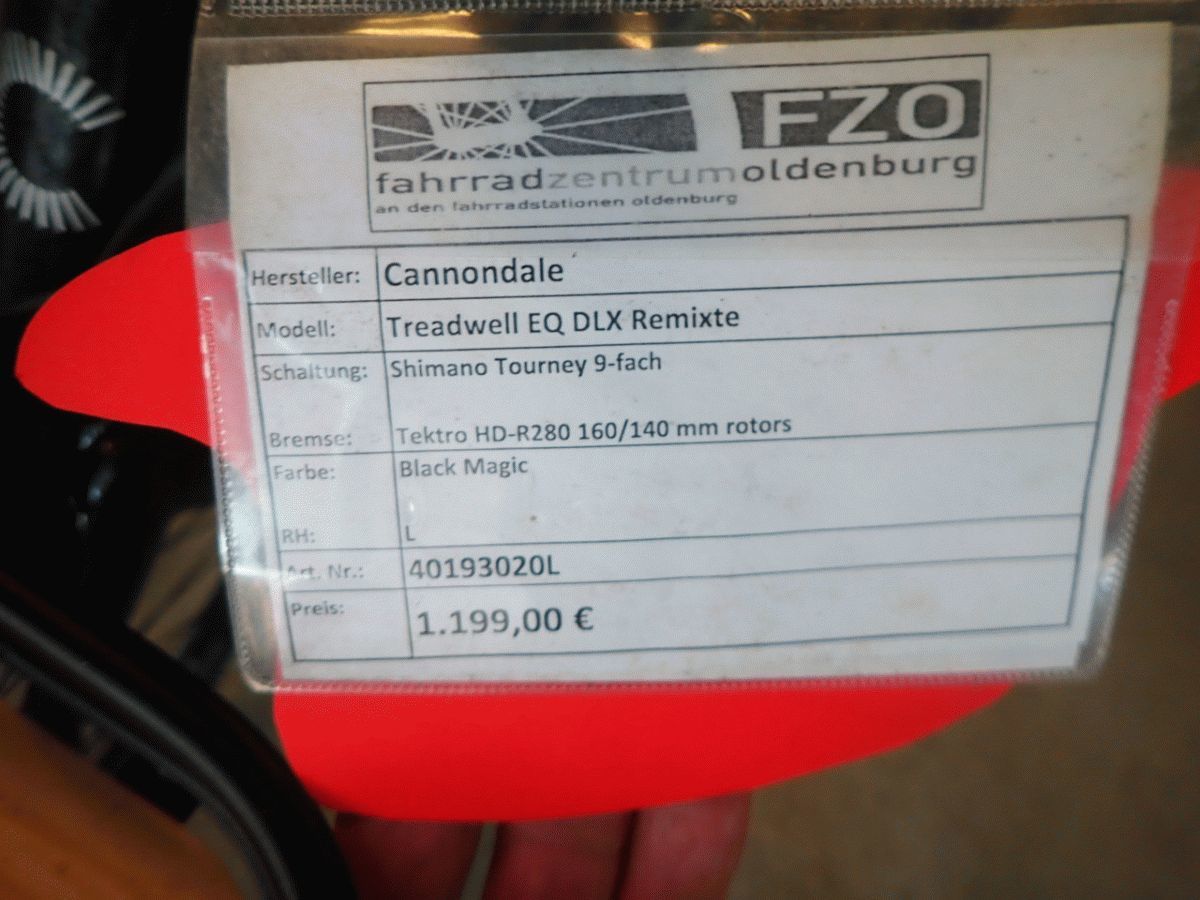 FZO
fahrradzentrumoldenburg
an den fahrradstationen oldenburg
Hersteller: Cannondale
Modell: Treadwell EQ DLX Remixte
Schaltung: Shimano Tourney 9-fach
Bremse: Tektro HD-R280 160/140 mm rotors
Farbe: Black Magic
RH: L
Art. Nr.: 40193020L
Preis: 1.199,00 €